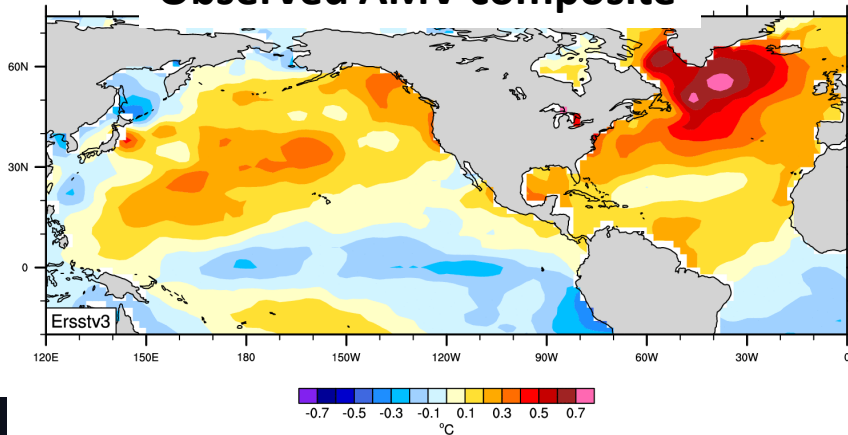 Observed AMV composite
60N
30N
0
Ersstv3
120E 150E 180 150W 120W 90W 60W 30W 0
-0.7 -0.5 -0.3 -0.1 0.1 0.3 0.5 0.7
°C